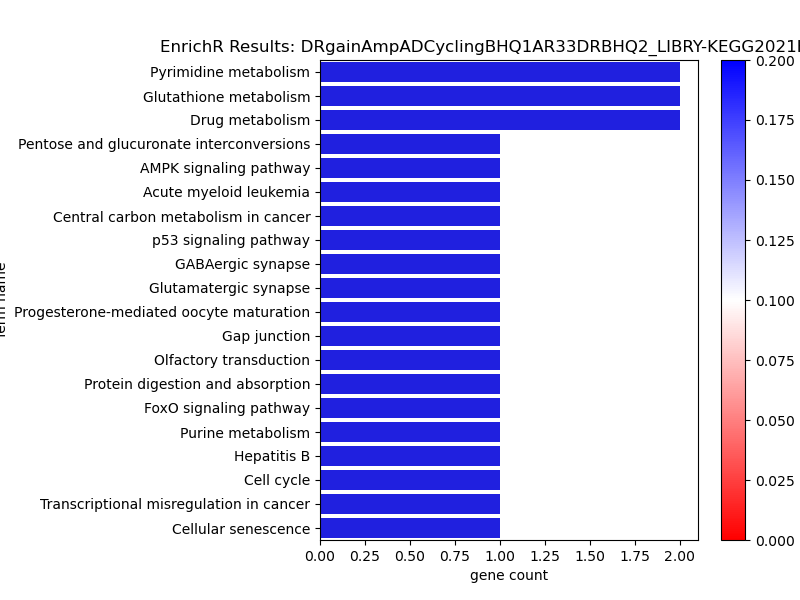 EnrichR Results: DRgainAmpADCyclingBHQ1AR33DRBHQ2_LIBRY-KEGG2021
Pyrimidine metabolism
Glutathione metabolism
Drug metabolism
Pentose and glucuronate interconversions
AMPK signaling pathway
Acute myeloid leukemia
Central carbon metabolism in cancer
p53 signaling pathway
GABAergic synapse
Glutamatergic synapse
Progesterone-mediated oocyte maturation
Gap junction
Olfactory transduction
Protein digestion and absorption
FoxO signaling pathway
Purine metabolism
Hepatitis B
Cell cycle
Transcriptional misregulation in cancer
Cellular senescence
0.00 0.25 0.50 0.75 1.00 1.25 1.50 1.75 2.00
gene count
0.200
0.175
0.150
0.125
0.100
0.075
0.050
0.025
0.000